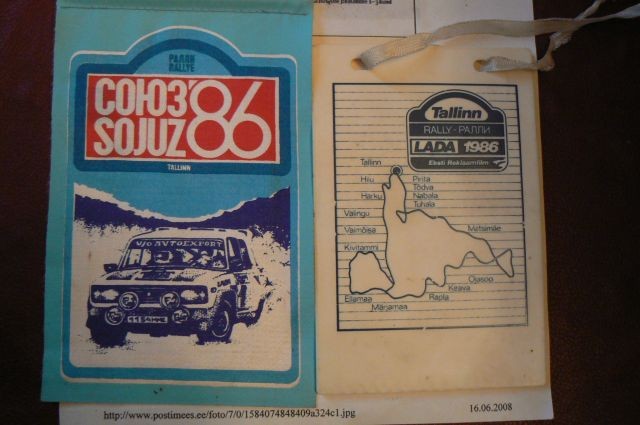 РАЛЛИ
RALLYE
СОЮЗ'86
SOJUZ
TALLINN
V/O AVTOEXPORT
Tallinn
RALLY-РАЛЛИ
LADA 1986
Eesti Reklaamfilm
Tallinn
Hiiu
Harku
Pirita
Tõdva
Nabala
Tuhala
Valingu
Vaimõisa
Kivitammi
Metsimäe
Ojasoo
Keava
Rapla
Ellamaa
Märjamaa
http://www.postimees.ee/foto/7/0/1584074848409a324c1.jpg
16.06.2008